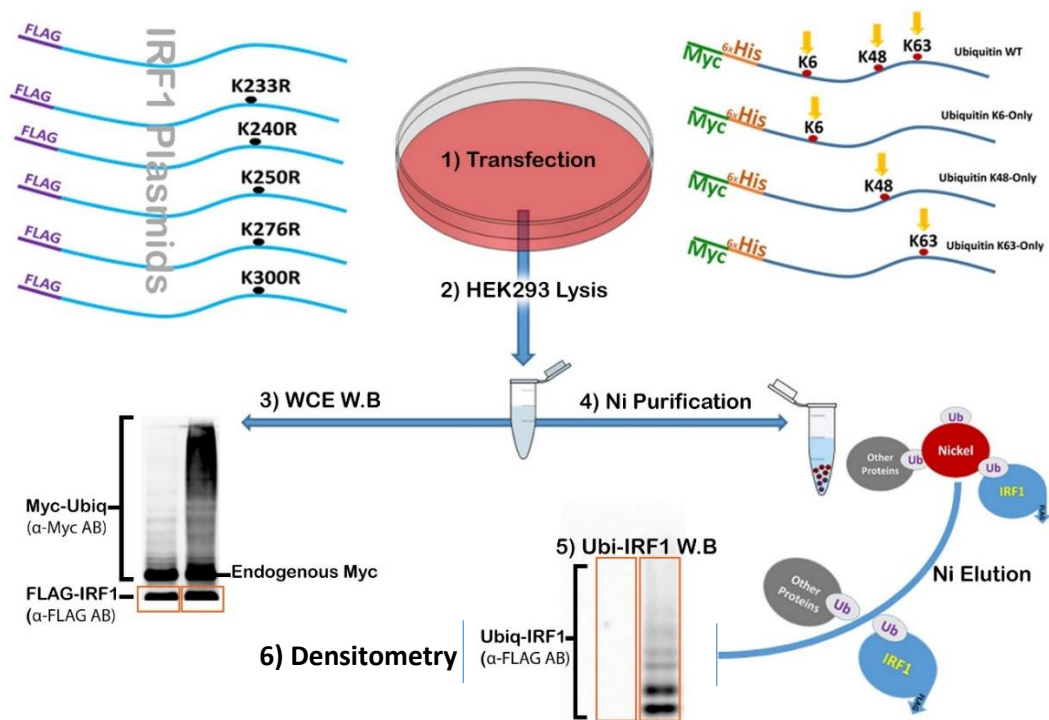 FLAG
IRF1 Plasmids
FLAG
K233R
FLAG
K240R
FLAG
K250R
FLAG
K276R
FLAG
K300R
1) Transfection
Myc
6xHis
K6
K48
K63
Ubiquitin WT
Myc
6xHis
K6
Ubiquitin K6-Only
Myc
6xHis
K48
Ubiquitin K48-Only
Myc
6xHis
K63
Ubiquitin K63-Only
2) HEK293 Lysis
3) WCE W.B
4) Ni Purification
Myc-Ubiq
(α-Myc AB)
Endogenous Myc
FLAG-IRF1
(α-FLAG AB)
Ub
Nickel
Other
Proteins
Ub
Ub
IRF1
FLAG
Ni Elution
5) Ubi-IRF1 W.B
Ubiq-IRF1
(α-FLAG AB)
6) Densitometry
Other
Proteins
Ub
Ub
IRF1
FLAG